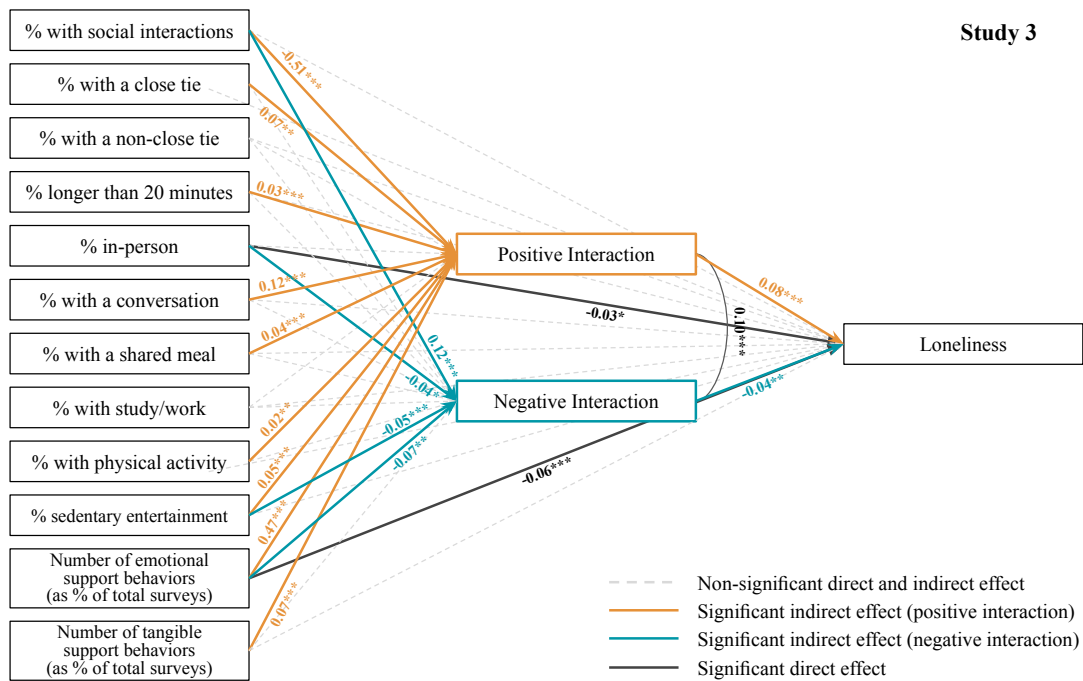 Study 3
% with social interactions
% with a close tie
% with a non-close tie
% longer than 20 minutes
% in-person
% with a conversation
% with a shared meal
% with study/work
% with physical activity
% sedentary entertainment
Number of emotional
support behaviors
(as % of total surveys)
Number of tangible
support behaviors
(as % of total surveys)
-0.51***
0.07**
0.03***
0.12***
0.04***
0.02**
0.05***
0.47***
0.07***
0.12***
-0.04*
-0.05***
-0.07**
Positive Interaction
Negative Interaction
-0.03*
-0.06***
0.10***
0.08***
-0.04**
Loneliness
Non-significant direct and indirect effect
Significant indirect effect (positive interaction)
Significant indirect effect (negative interaction)
Significant direct effect